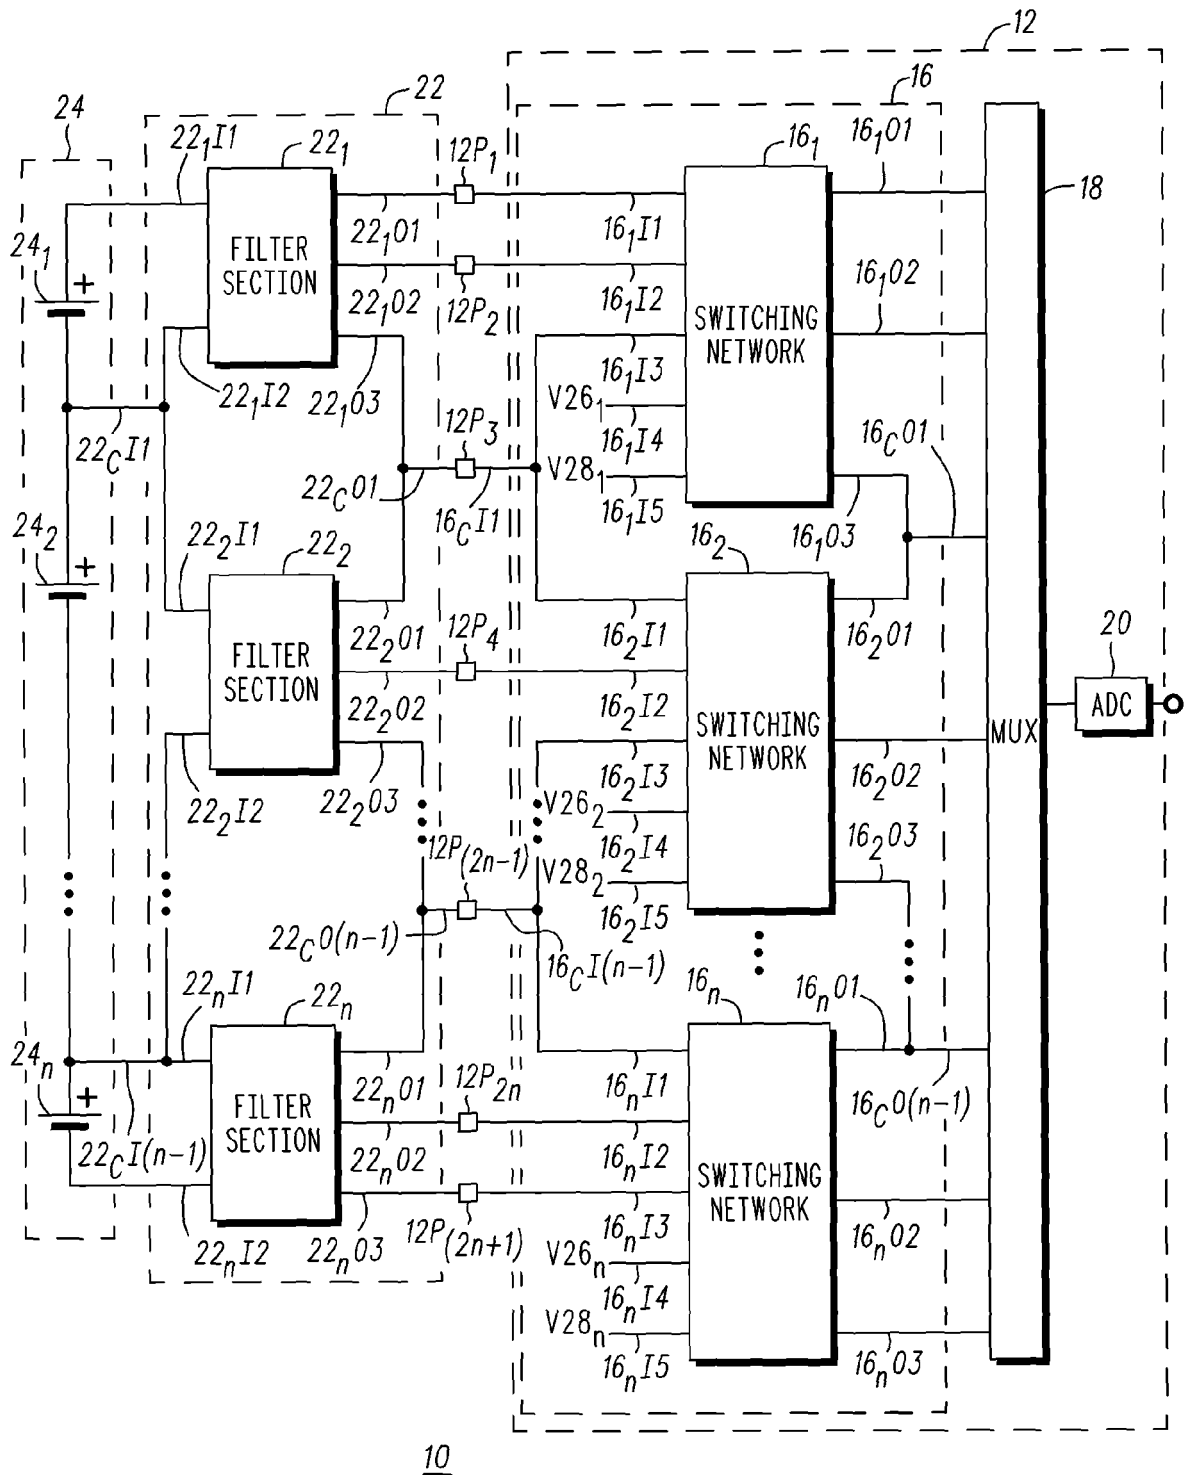 12
22
16
24
22₁I1
22₁
12P₁
16₁
16₁01
18
24₁
+
FILTER
SECTION
22₁01
16₁I1
22₁02
12P₂
16₁I2
16₁02
SWITCHING
NETWORK
22₁I2
22₁03
16₁I3
V26₁
16₁I4
22CI1
12P₃
V28₁
16C01
22C01
16CI1
16₁I5
16₁03
24₂
+
22₂I1
22₂
16₂
22₂01
12P₄
16₂I1
16₂01
20
FILTER
SECTION
22₂02
16₂I2
ADC
SWITCHING
NETWORK
MUX
22₂I2
22₂03
16₂I3
16₂02
V26₂
16₂I4
16₂03
12P(2n-1)
V28₂
16₂I5
22C0(n-1)
16CI(n-1)
22nI1
22n
16n
16n01
24n
+
22n01
12P2n
16nI1
16C0(n-1)
FILTER
SECTION
22CI(n-1)
22n02
16nI2
SWITCHING
NETWORK
22nI2
22n03
12P(2n+1)
16nI3
16n02
V26n
16nI4
V28n
16nI5
16n03
10